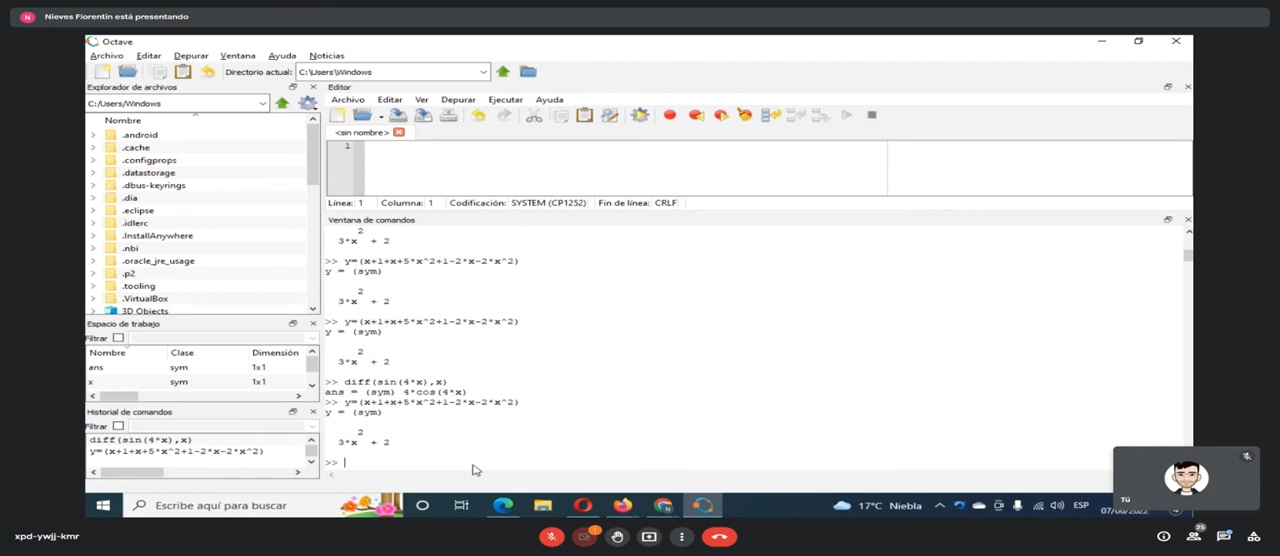 N Nieves Florentin está presentando
Octave
Archivo Editar Depurar Ventana Ayuda Noticias
Directorio actual: C:\Users\Windows
Explorador de archivos
C:/Users/Windows
Nombre
.android
.cache
.configprops
.datastorage
.dbus-keyrings
.dia
.eclipse
.idlerc
.InstallAnywhere
.nbi
.oracle_jre_usage
.p2
.tooling
.VirtualBox
3D Objects
Espacio de trabajo
Filtrar
Nombre Clase Dimensión
ans sym 1x1
x sym 1x1
Historial de comandos
Filtrar
diff(sin(4*x),x)
y=(x+1+x+5*x^2+1-2*x-2*x^2)
Editor
Archivo Editar Ver Depurar Ejecutar Ayuda
<sin nombre>
1
Línea: 1 Columna: 1 Codificación: SYSTEM (CP1252) Fin de línea: CRLF
Ventana de comandos
2
3*x + 2
>> y=(x+1+x+5*x^2+1-2*x-2*x^2)
y = (sym)
2
3*x + 2
>> y=(x+1+x+5*x^2+1-2*x-2*x^2)
y = (sym)
2
3*x + 2
>> diff(sin(4*x),x)
ans = (sym) 4*cos(4*x)
>> y=(x+1+x+5*x^2+1-2*x-2*x^2)
y = (sym)
2
3*x + 2
>>
Tú
Escribe aquí para buscar
17°C Niebla
ESP
07/06/2022
xpd-ywjj-kmr
1
25